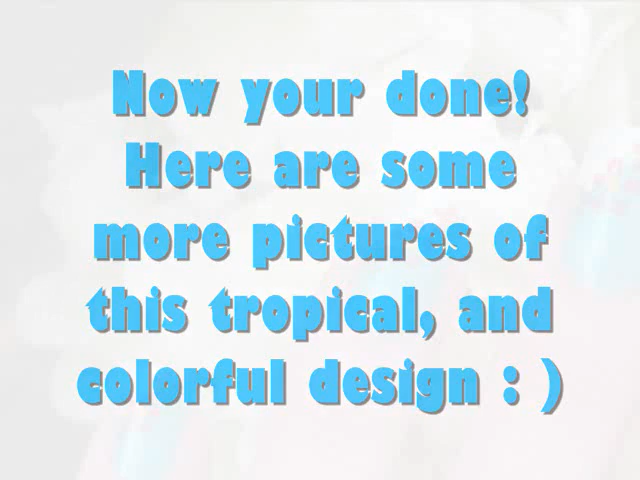 Now your done!
Here are some
more pictures of
this tropical, and
colorful design : )